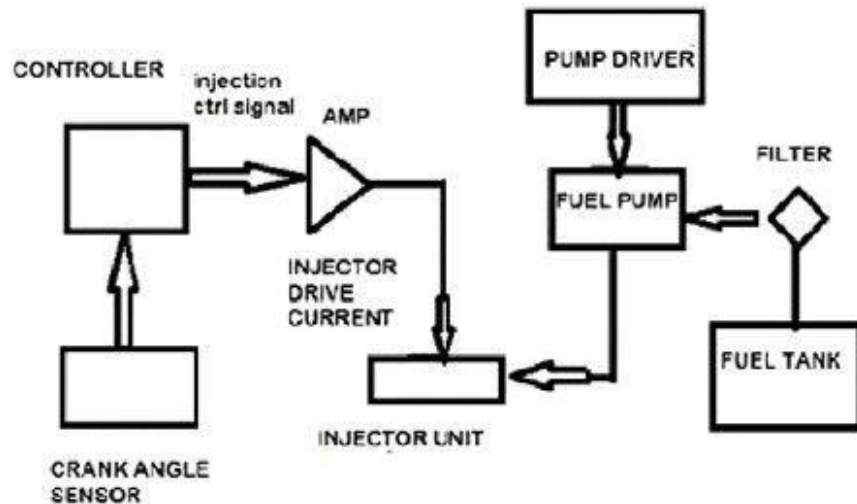 CONTROLLER
injection
ctrl signal
AMP
PUMP DRIVER
FILTER
FUEL PUMP
INJECTOR
DRIVE
CURRENT
FUEL TANK
INJECTOR UNIT
CRANK ANGLE
SENSOR